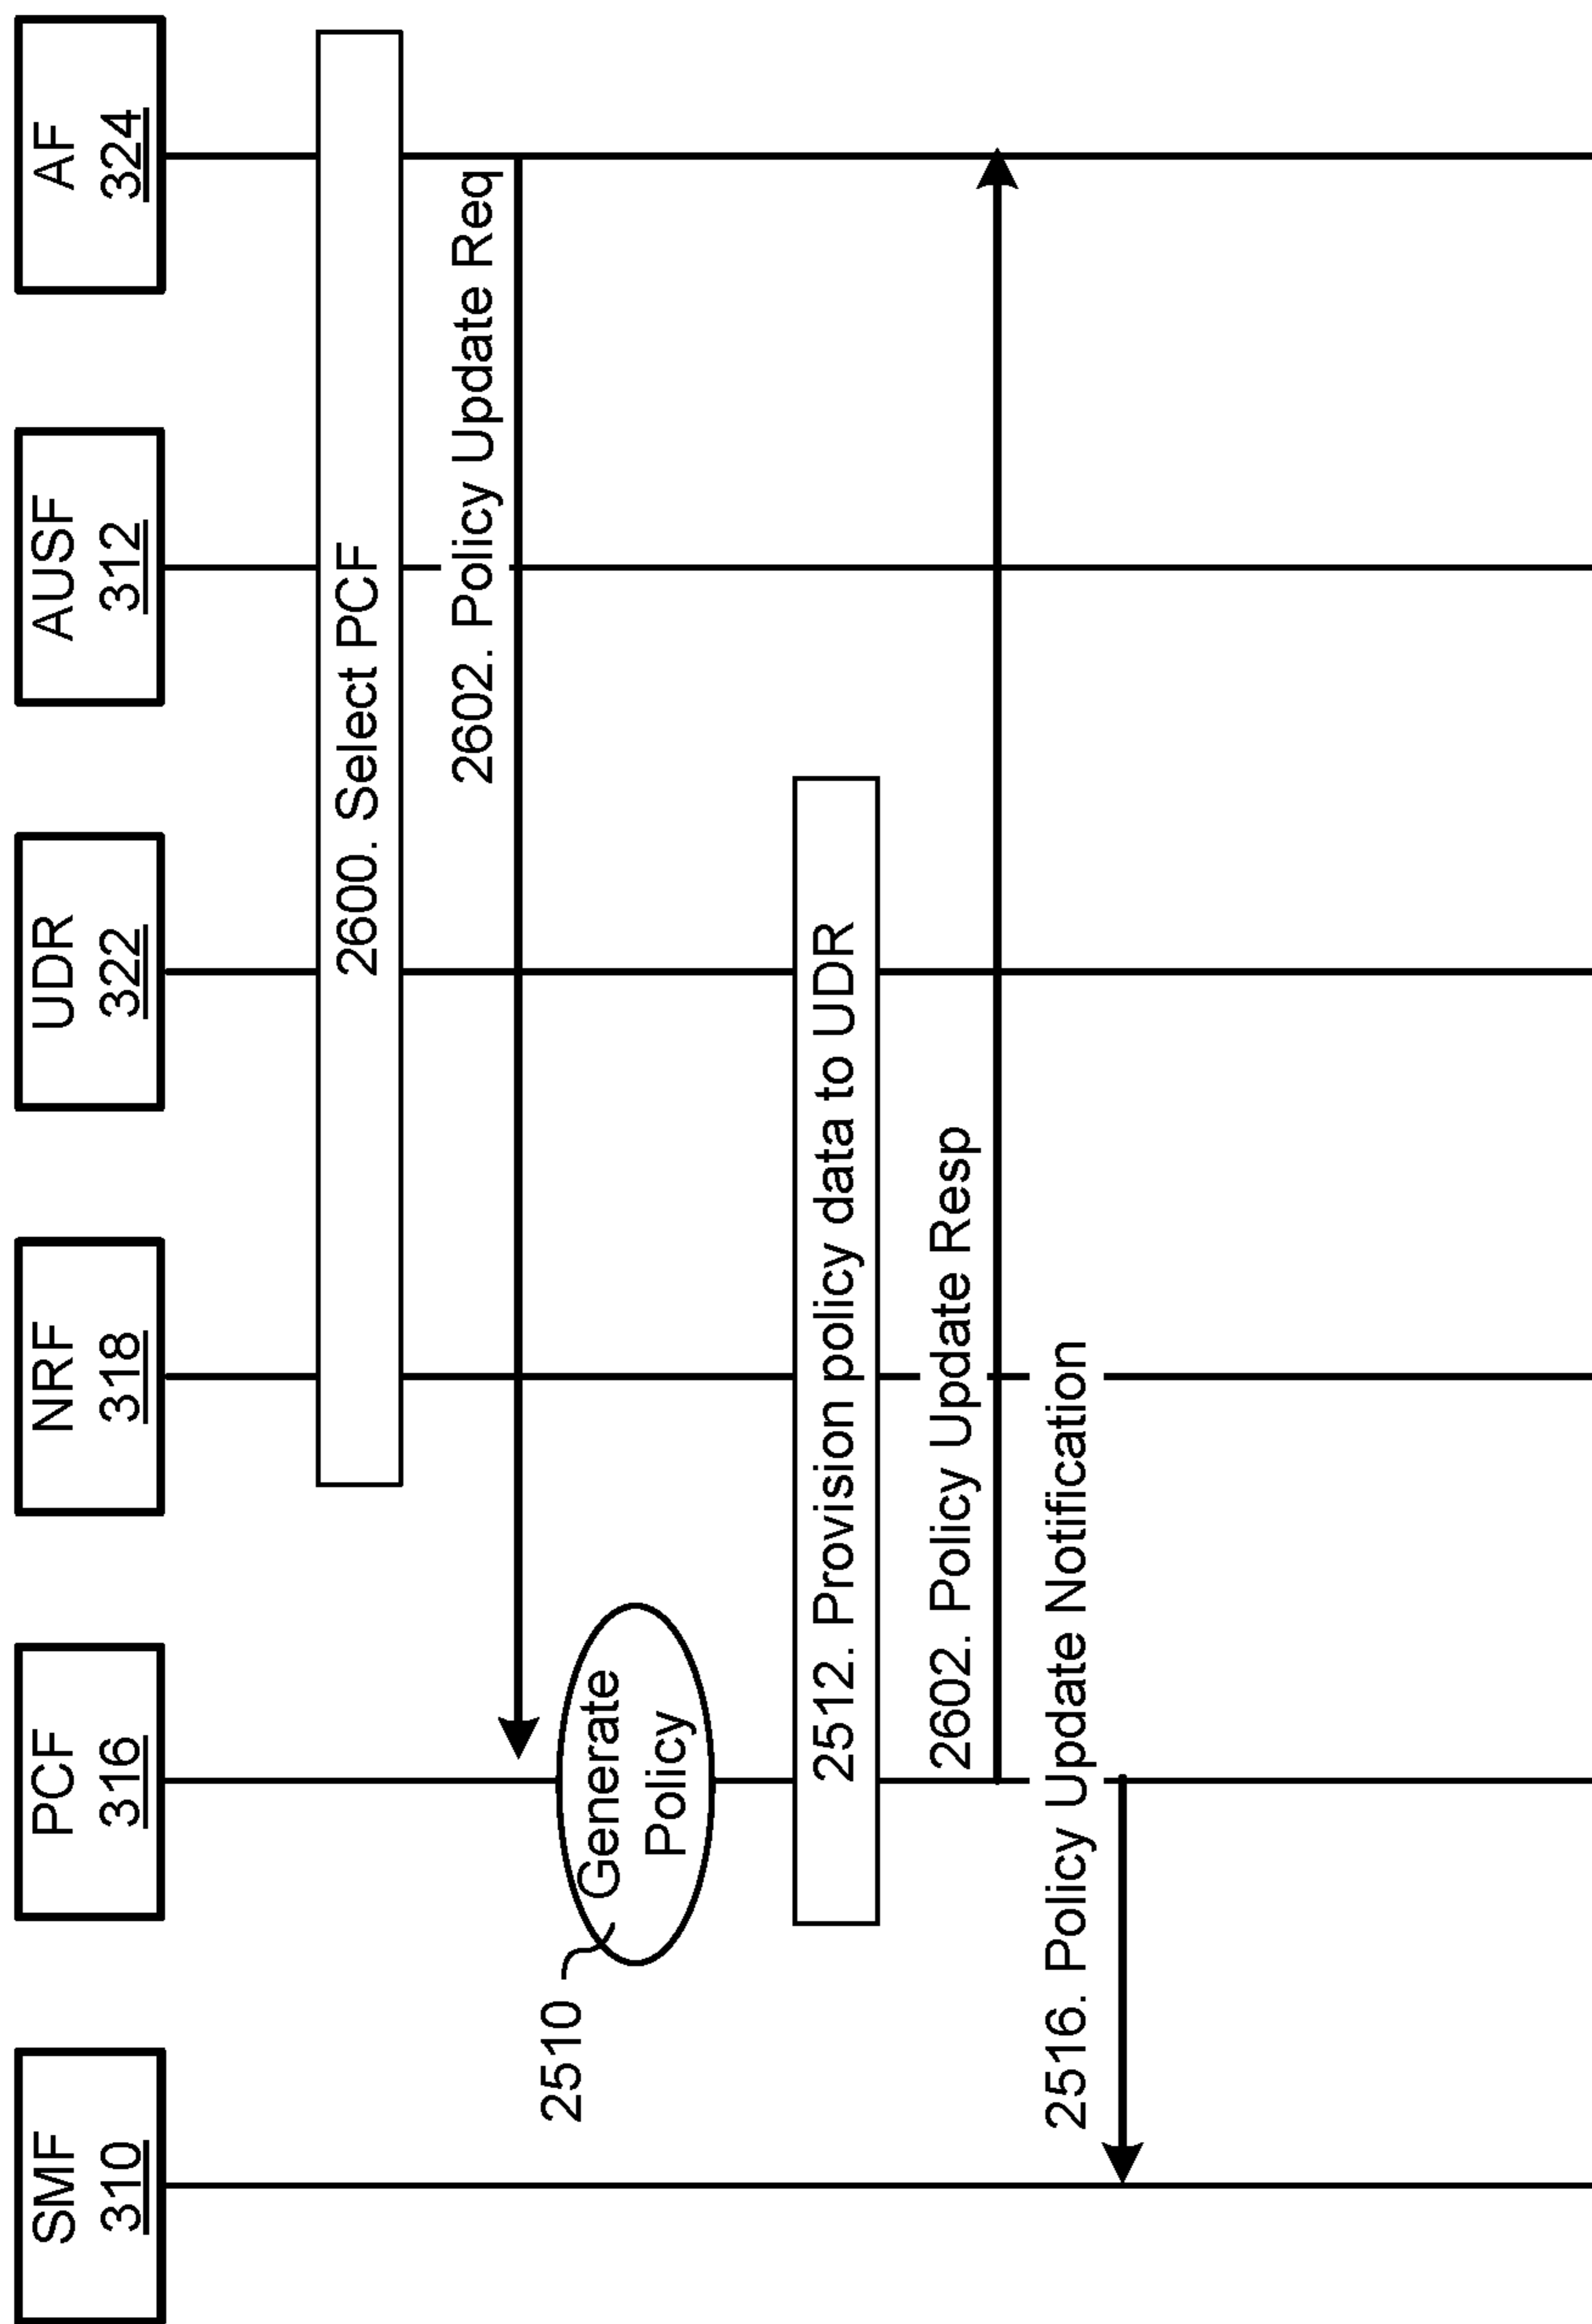 SMF
310
PCF
316
NRF
318
UDR
322
AUSF
312
AF
324
2600. Select PCF
2602. Policy Update Req
2510
Generate
Policy
2512. Provision policy data to UDR
2602. Policy Update Resp
2516. Policy Update Notification